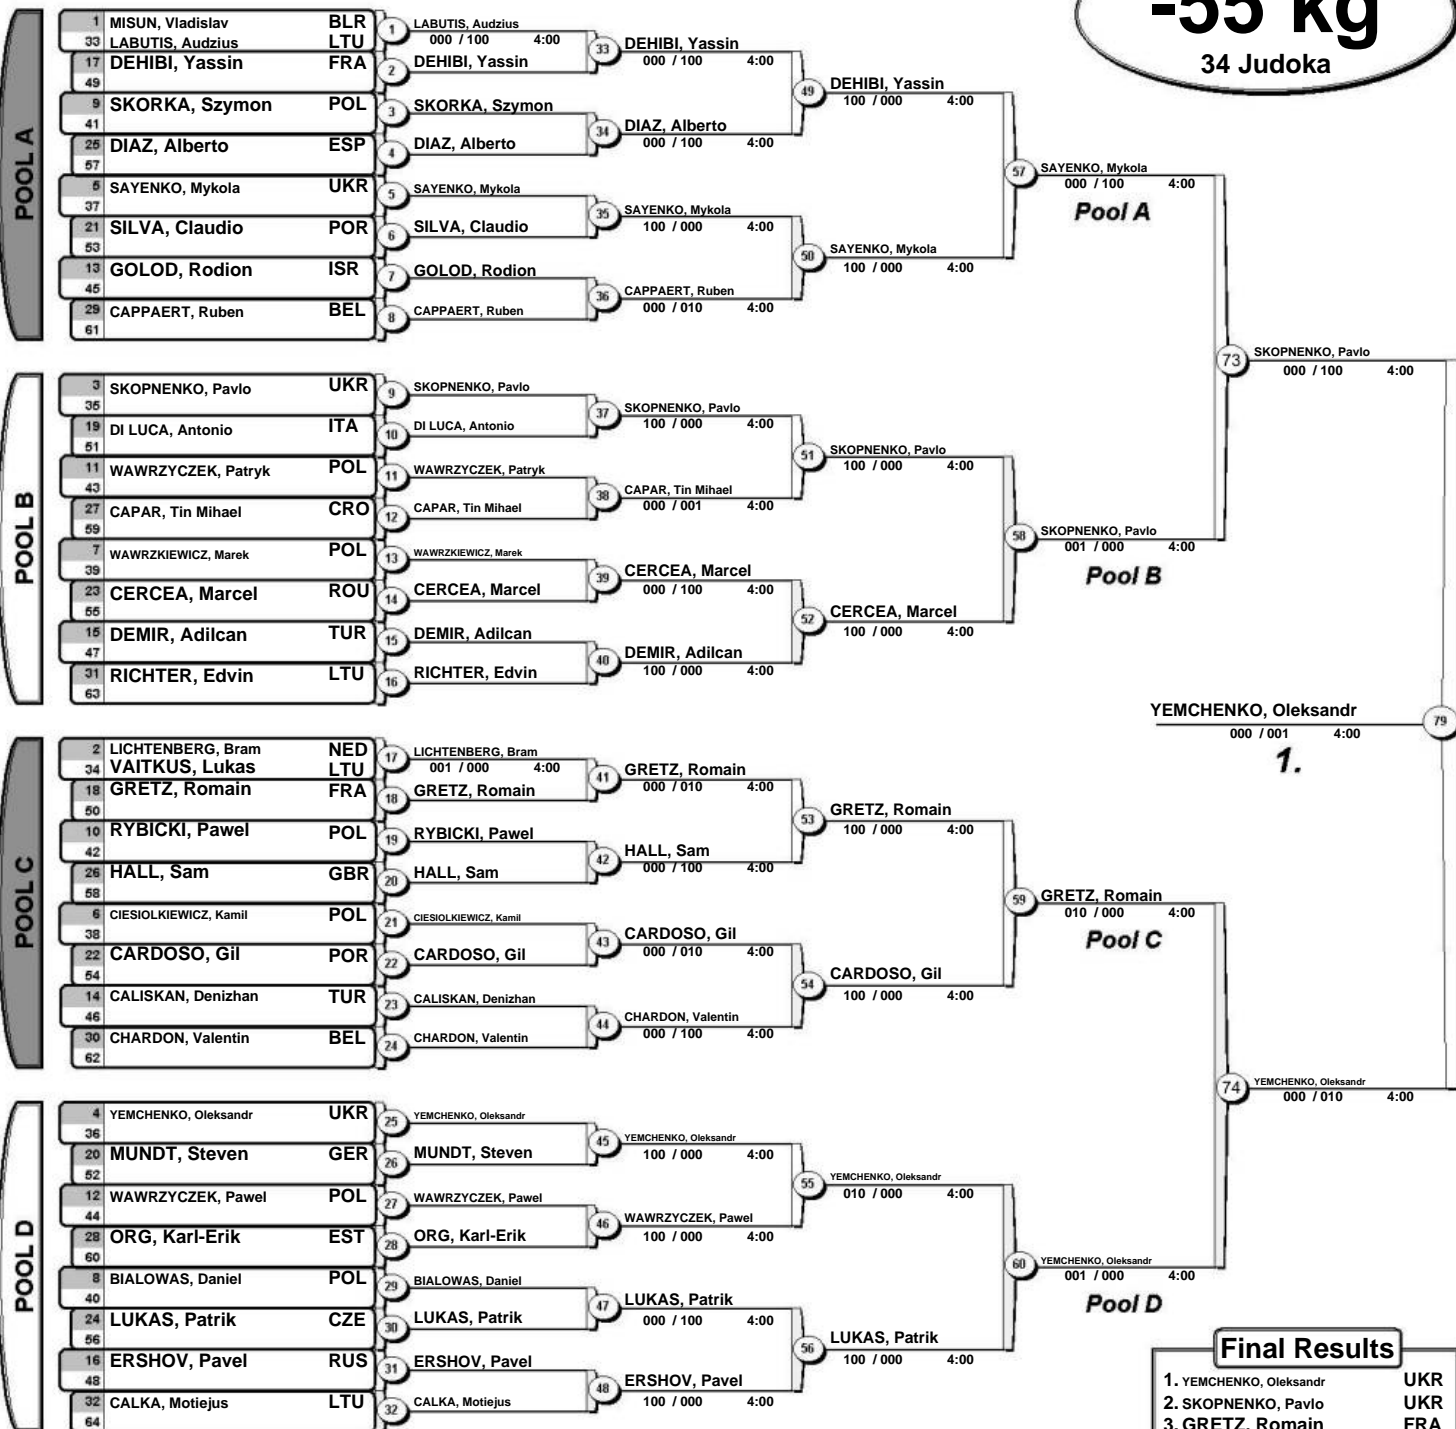 -55 kg
34 Judoka
POOL A
1 MISUN, Vladislav BLR
33 LABUTIS, Audzius LTU
17 DEHIBI, Yassin FRA
49
9 SKORKA, Szymon POL
41
25 DIAZ, Alberto ESP
57
5 SAYENKO, Mykola UKR
37
21 SILVA, Claudio POR
53
13 GOLOD, Rodion ISR
45
29 CAPPAERT, Ruben BEL
61
1 LABUTIS, Audzius
000 / 100 4:00
2 DEHIBI, Yassin
3 SKORKA, Szymon
4 DIAZ, Alberto
5 SAYENKO, Mykola
6 SILVA, Claudio
7 GOLOD, Rodion
8 CAPPAERT, Ruben
33 DEHIBI, Yassin
000 / 100 4:00
34 DIAZ, Alberto
000 / 100 4:00
35 SAYENKO, Mykola
100 / 000 4:00
36 CAPPAERT, Ruben
000 / 010 4:00
49 DEHIBI, Yassin
100 / 000 4:00
50 SAYENKO, Mykola
100 / 000 4:00
57 SAYENKO, Mykola
000 / 100 4:00
Pool A
POOL B
3 SKOPNENKO, Pavlo UKR
35
19 DI LUCA, Antonio ITA
51
11 WAWRZYCZEK, Patryk POL
43
27 CAPAR, Tin Mihael CRO
59
7 WAWRZKIEWICZ, Marek POL
39
23 CERCEA, Marcel ROU
55
15 DEMIR, Adilcan TUR
47
31 RICHTER, Edvin LTU
63
9 SKOPNENKO, Pavlo
10 DI LUCA, Antonio
11 WAWRZYCZEK, Patryk
12 CAPAR, Tin Mihael
13 WAWRZKIEWICZ, Marek
14 CERCEA, Marcel
15 DEMIR, Adilcan
16 RICHTER, Edvin
37 SKOPNENKO, Pavlo
100 / 000 4:00
38 CAPAR, Tin Mihael
000 / 001 4:00
39 CERCEA, Marcel
000 / 100 4:00
40 DEMIR, Adilcan
100 / 000 4:00
51 SKOPNENKO, Pavlo
100 / 000 4:00
52 CERCEA, Marcel
100 / 000 4:00
58 SKOPNENKO, Pavlo
001 / 000 4:00
Pool B
73 SKOPNENKO, Pavlo
000 / 100 4:00
YEMCHENKO, Oleksandr 79
000 / 001 4:00
1.
POOL C
2 LICHTENBERG, Bram NED
34 VAITKUS, Lukas LTU
18 GRETZ, Romain FRA
50
10 RYBICKI, Pawel POL
42
26 HALL, Sam GBR
58
6 CIESIOLKIEWICZ, Kamil POL
38
22 CARDOSO, Gil POR
54
14 CALISKAN, Denizhan TUR
46
30 CHARDON, Valentin BEL
62
17 LICHTENBERG, Bram
001 / 000 4:00
18 GRETZ, Romain
19 RYBICKI, Pawel
20 HALL, Sam
21 CIESIOLKIEWICZ, Kamil
22 CARDOSO, Gil
23 CALISKAN, Denizhan
24 CHARDON, Valentin
41 GRETZ, Romain
000 / 010 4:00
42 HALL, Sam
000 / 100 4:00
43 CARDOSO, Gil
000 / 010 4:00
44 CHARDON, Valentin
000 / 100 4:00
53 GRETZ, Romain
100 / 000 4:00
54 CARDOSO, Gil
100 / 000 4:00
59 GRETZ, Romain
010 / 000 4:00
Pool C
POOL D
4 YEMCHENKO, Oleksandr UKR
36
20 MUNDT, Steven GER
52
12 WAWRZYCZEK, Pawel POL
44
28 ORG, Karl-Erik EST
60
8 BIALOWAS, Daniel POL
40
24 LUKAS, Patrik CZE
56
16 ERSHOV, Pavel RUS
48
32 CALKA, Motiejus LTU
64
25 YEMCHENKO, Oleksandr
26 MUNDT, Steven
27 WAWRZYCZEK, Pawel
28 ORG, Karl-Erik
29 BIALOWAS, Daniel
30 LUKAS, Patrik
31 ERSHOV, Pavel
32 CALKA, Motiejus
45 YEMCHENKO, Oleksandr
100 / 000 4:00
46 WAWRZYCZEK, Pawel
100 / 000 4:00
47 LUKAS, Patrik
000 / 100 4:00
48 ERSHOV, Pavel
100 / 000 4:00
55 YEMCHENKO, Oleksandr
010 / 000 4:00
56 LUKAS, Patrik
100 / 000 4:00
60 YEMCHENKO, Oleksandr
001 / 000 4:00
Pool D
74 YEMCHENKO, Oleksandr
000 / 010 4:00
Final Results
1. YEMCHENKO, Oleksandr UKR
2. SKOPNENKO, Pavlo UKR
3. GRETZ, Romain FRA